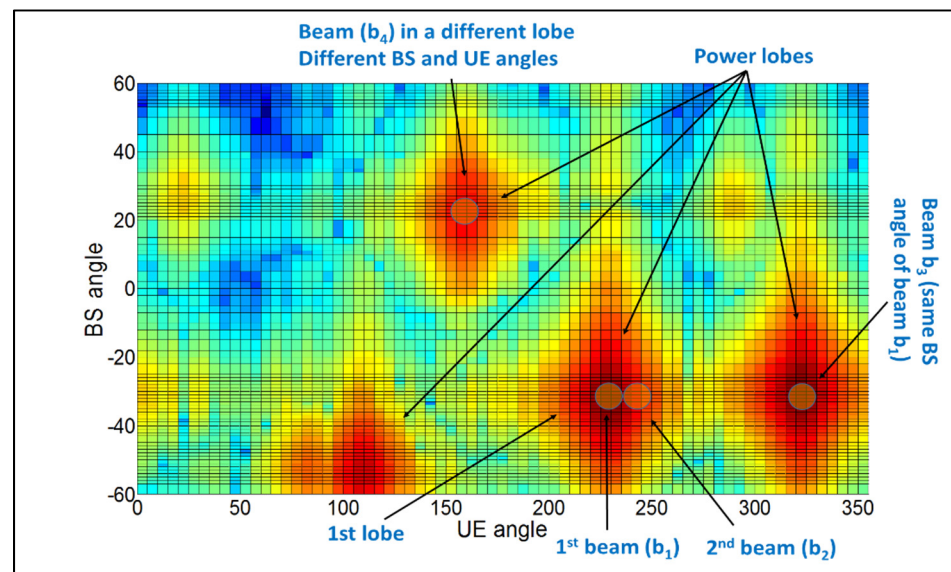 Beam (b4) in a different lobe
Different BS and UE angles
Power lobes
60
40
20
0
-20
-40
-60
BS angle
0
50
100
150
200
250
300
350
UE angle
Beam b3 (same BS
angle of beam b1)
1st lobe
1st beam (b1)
2nd beam (b2)